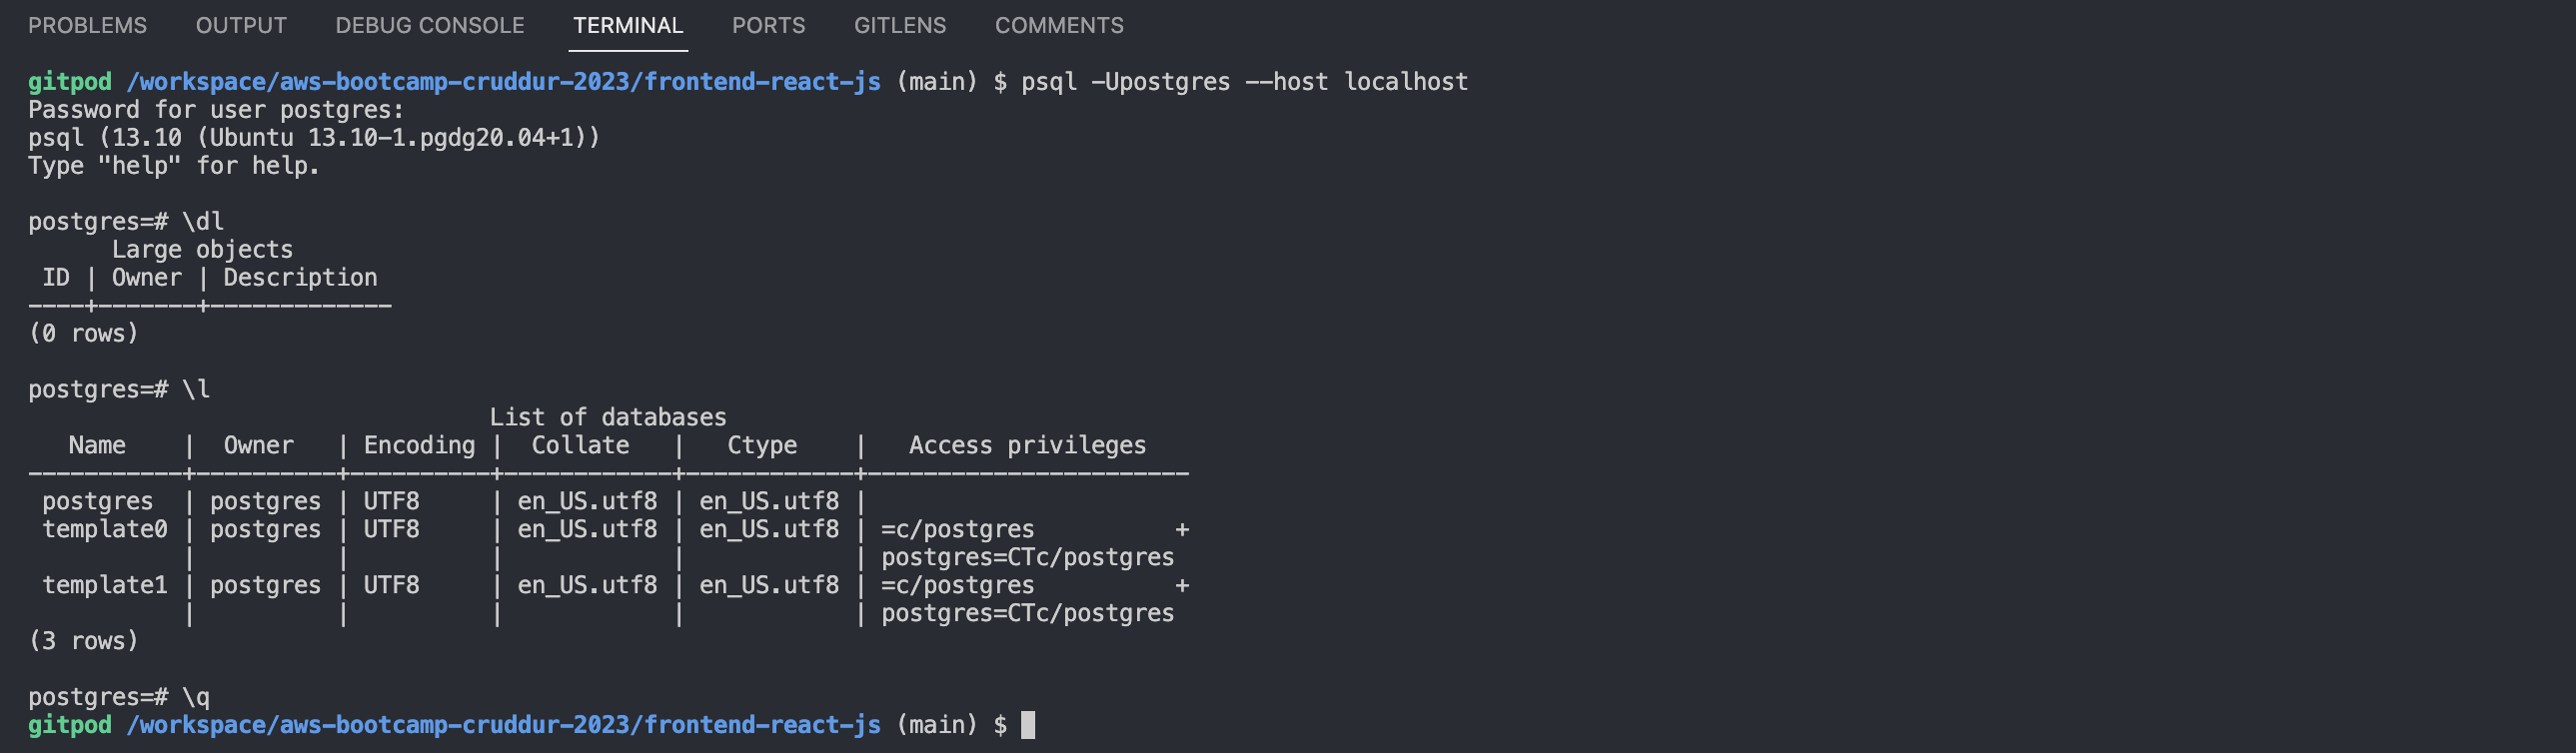 PROBLEMS OUTPUT DEBUG CONSOLE TERMINAL PORTS GITLENS COMMENTS
gitpod /workspace/aws-bootcamp-cruddur-2023/frontend-react-js (main) $ psql -Upostgres --host localhost
Password for user postgres:
psql (13.10 (Ubuntu 13.10-1.pgdg20.04+1))
Type "help" for help.

postgres=# \dl
      Large objects
 ID | Owner | Description
----+-------+-------------
(0 rows)

postgres=# \l
                                 List of databases
   Name    |  Owner   | Encoding |  Collate   |   Ctype    |   Access privileges
-----------+----------+----------+------------+------------+-----------------------
 postgres  | postgres | UTF8     | en_US.utf8 | en_US.utf8 |
 template0 | postgres | UTF8     | en_US.utf8 | en_US.utf8 | =c/postgres          +
           |          |          |            |            | postgres=CTc/postgres
 template1 | postgres | UTF8     | en_US.utf8 | en_US.utf8 | =c/postgres          +
           |          |          |            |            | postgres=CTc/postgres
(3 rows)

postgres=# \q
gitpod /workspace/aws-bootcamp-cruddur-2023/frontend-react-js (main) $